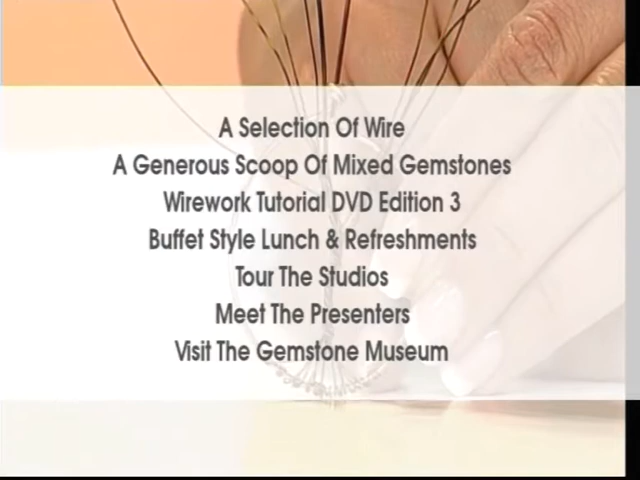 A Selection Of Wire
A Generous Scoop Of Mixed Gemstones
Wirework Tutorial DVD Edition 3
Buffet Style Lunch & Refreshments
Tour The Studios
Meet The Presenters
Visit The Gemstone Museum